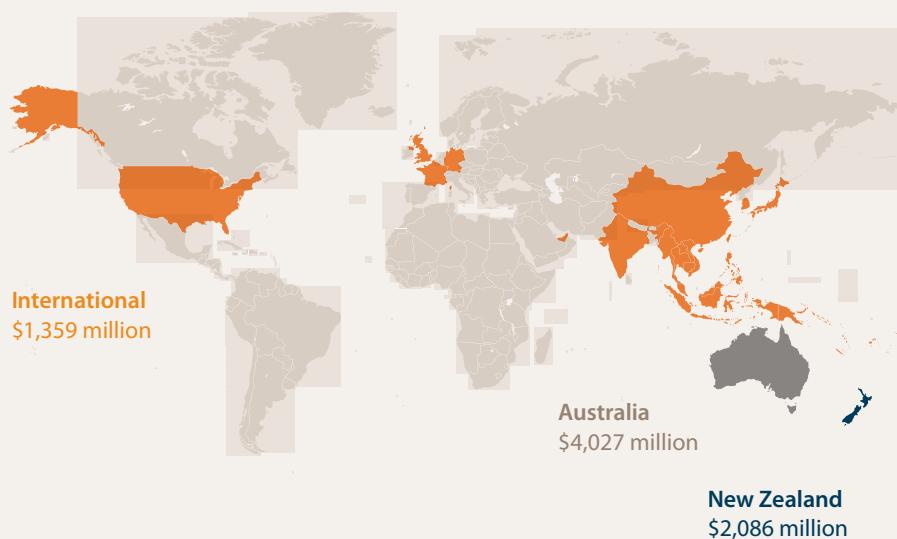 International
$1,359 million
Australia
$4,027 million
New Zealand
$2,086 million